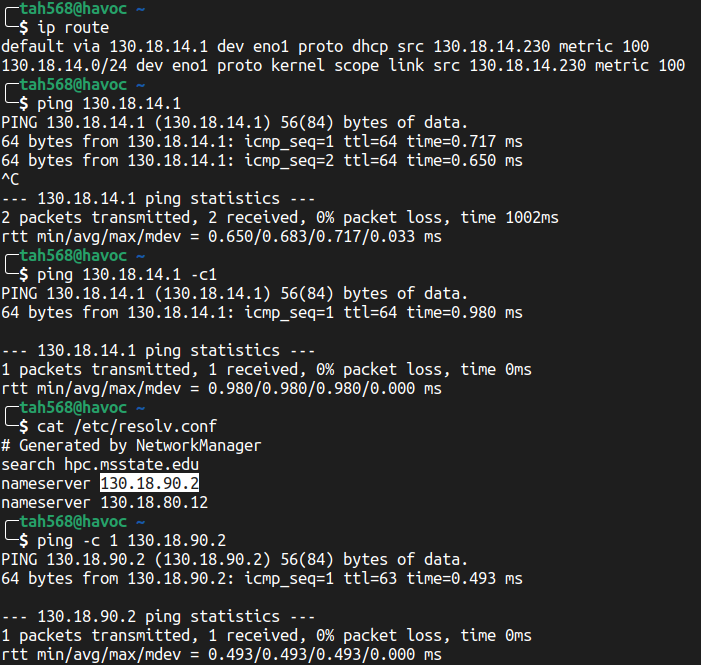 ┌─tah568@havoc ~
└─$ ip route
default via 130.18.14.1 dev eno1 proto dhcp src 130.18.14.230 metric 100
130.18.14.0/24 dev eno1 proto kernel scope link src 130.18.14.230 metric 100
┌─tah568@havoc ~
└─$ ping 130.18.14.1
PING 130.18.14.1 (130.18.14.1) 56(84) bytes of data.
64 bytes from 130.18.14.1: icmp_seq=1 ttl=64 time=0.717 ms
64 bytes from 130.18.14.1: icmp_seq=2 ttl=64 time=0.650 ms
^C
--- 130.18.14.1 ping statistics ---
2 packets transmitted, 2 received, 0% packet loss, time 1002ms
rtt min/avg/max/mdev = 0.650/0.683/0.717/0.033 ms
┌─tah568@havoc ~
└─$ ping 130.18.14.1 -c1
PING 130.18.14.1 (130.18.14.1) 56(84) bytes of data.
64 bytes from 130.18.14.1: icmp_seq=1 ttl=64 time=0.980 ms

--- 130.18.14.1 ping statistics ---
1 packets transmitted, 1 received, 0% packet loss, time 0ms
rtt min/avg/max/mdev = 0.980/0.980/0.980/0.000 ms
┌─tah568@havoc ~
└─$ cat /etc/resolv.conf
# Generated by NetworkManager
search hpc.msstate.edu
nameserver 130.18.90.2
nameserver 130.18.80.12
┌─tah568@havoc ~
└─$ ping -c 1 130.18.90.2
PING 130.18.90.2 (130.18.90.2) 56(84) bytes of data.
64 bytes from 130.18.90.2: icmp_seq=1 ttl=63 time=0.493 ms

--- 130.18.90.2 ping statistics ---
1 packets transmitted, 1 received, 0% packet loss, time 0ms
rtt min/avg/max/mdev = 0.493/0.493/0.493/0.000 ms